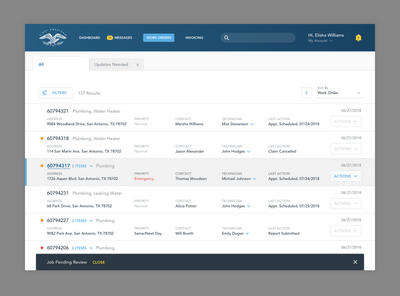 DASHBOARD MESSAGES WORK ORDERS INVOICING
Hi, Elisha Williams
My Account
All Updates Needed x
FILTERS 137 Results
Sort By
Work Order
60794321 Plumbing, Water Heater 06/27/2018
ADDRESS PRIORITY CONTACT TECHNICIAN LAST ACTION
9084 Woodland Drive, San Antonio, TX 78702 Normal Marsha Williams Max Stevenson Appt. Scheduled, 07/24/2018
ACTIONS
60794318 Plumbing, Water Heater 06/27/2018
ADDRESS PRIORITY CONTACT TECHNICIAN LAST ACTION
114 San Marin Ave, San Antonio, TX 78702 Normal Jason Alexander John Hodges Claim Cancelled
ACTIONS
60794317 2 ITEMS Plumbing 06/27/2018
ADDRESS PRIORITY CONTACT TECHNICIAN LAST ACTION
1736 Aspen Blvd, San Antonio, TX 78702 Emergency Thomas Woodson Michael Johnson Appt. Scheduled, 07/24/2018
ACTIONS
60794231 Plumbing, Leaking Water 06/27/2018
ADDRESS PRIORITY CONTACT TECHNICIAN LAST ACTION
68 Park Drive, San Antonio, TX 78702 Normal Alicia Potter John Hodges Appt. Scheduled, 07/25/2018
ACTIONS
60794227 2 ITEMS Plumbing 06/27/2018
ADDRESS PRIORITY CONTACT TECHNICIAN LAST ACTION
9082 Park Ave, San Antonio, TX 78702 Same/Next Day Will Booth Emily Dugan Report Submitted
ACTIONS
60794206 2 ITEMS Plumbing 06/27/2018
Job Pending Review · CLOSE